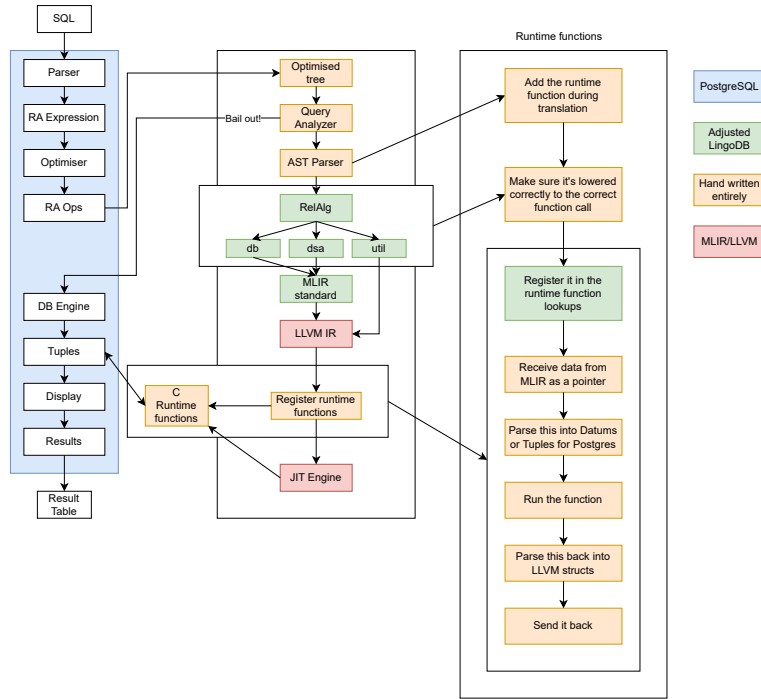 SQL
Parser
RA Expression
Optimiser
RA Ops
DB Engine
Tuples
Display
Results
Result
Table
Optimised
tree
Bail out!
Query
Analyzer
AST Parser
RelAlg
db
dsa
util
MLIR
standard
LLVM IR
C
Runtime
functions
Register runtime
functions
JIT Engine
Runtime functions
Add the runtime
function during
translation
Make sure it's lowered
correctly to the correct
function call
Register it in the
runtime function
lookups
Receive data from
MLIR as a pointer
Parse this into Datums
or Tuples for Postgres
Run the function
Parse this back into
LLVM structs
Send it back
PostgreSQL
Adjusted
LingoDB
Hand written
entirely
MLIR/LLVM